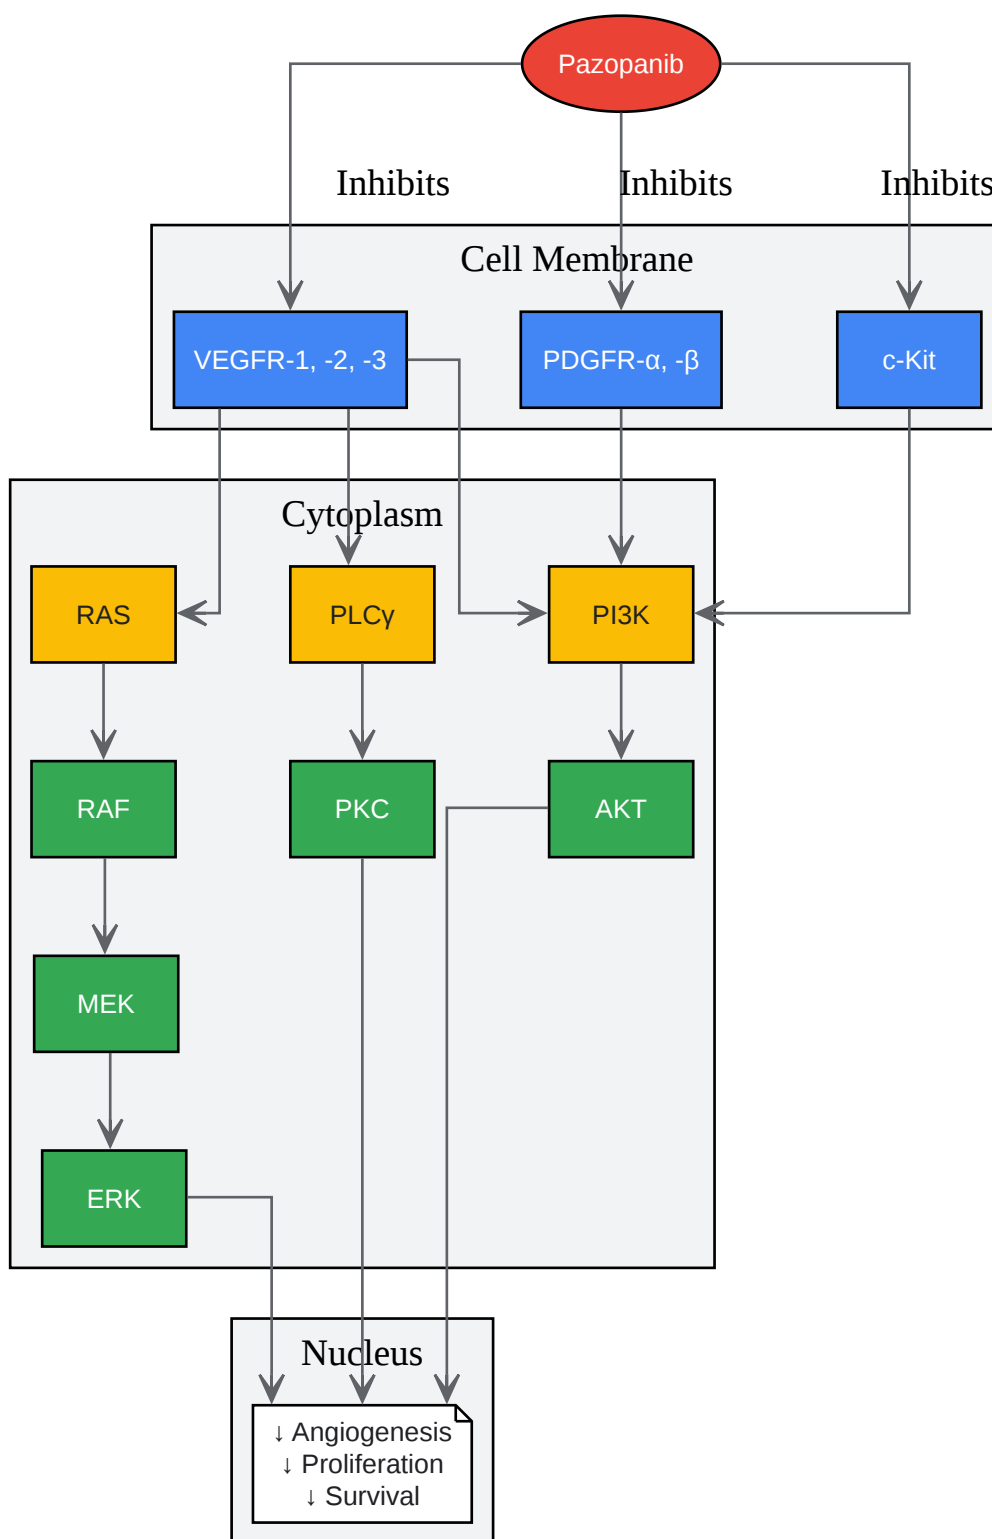 Pazopanib
Inhibits
Inhibits
Inhibits
Cell Membrane
VEGFR-1, -2, -3
PDGFR-α, -β
c-Kit
Cytoplasm
RAS
PLCγ
PI3K
RAF
PKC
AKT
MEK
ERK
Nucleus
↓ Angiogenesis
↓ Proliferation
↓ Survival